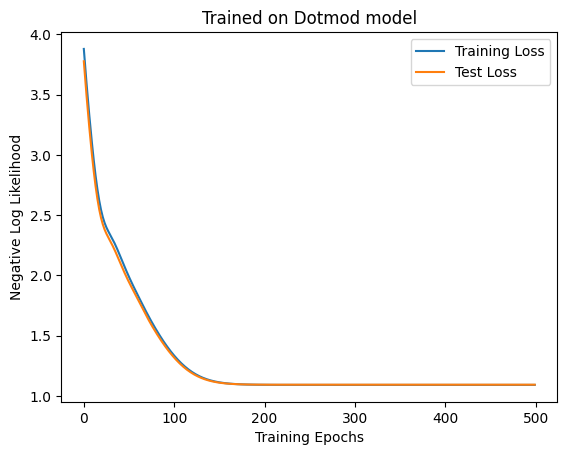 Trained on Dotmod model
4.0
3.5
3.0
2.5
2.0
1.5
1.0
Negative Log Likelihood
Training Loss
Test Loss
0
100
200
300
400
500
Training Epochs